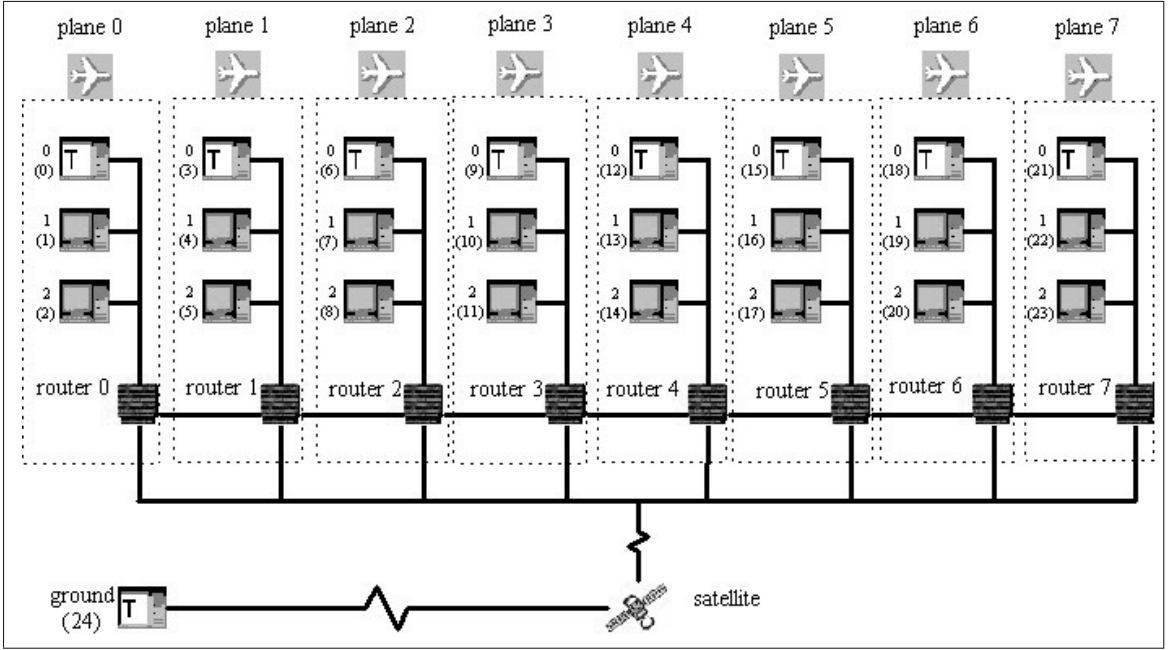 plane 0 plane 1 plane 2 plane 3 plane 4 plane 5 plane 6 plane 7
0 T 0 T 0 T 0 T 0 T 0 T 0 T 0 T
(0) (3) (6) (9) (12) (15) (18) (21)
1 1 1 1 1 1 1 1
(1) (4) (7) (10) (13) (16) (19) (22)
2 2 2 2 2 2 2 2
(2) (5) (8) (11) (14) (17) (20) (23)
router 0 router 1 router 2 router 3 router 4 router 5 router 6 router 7
ground T satellite
(24)